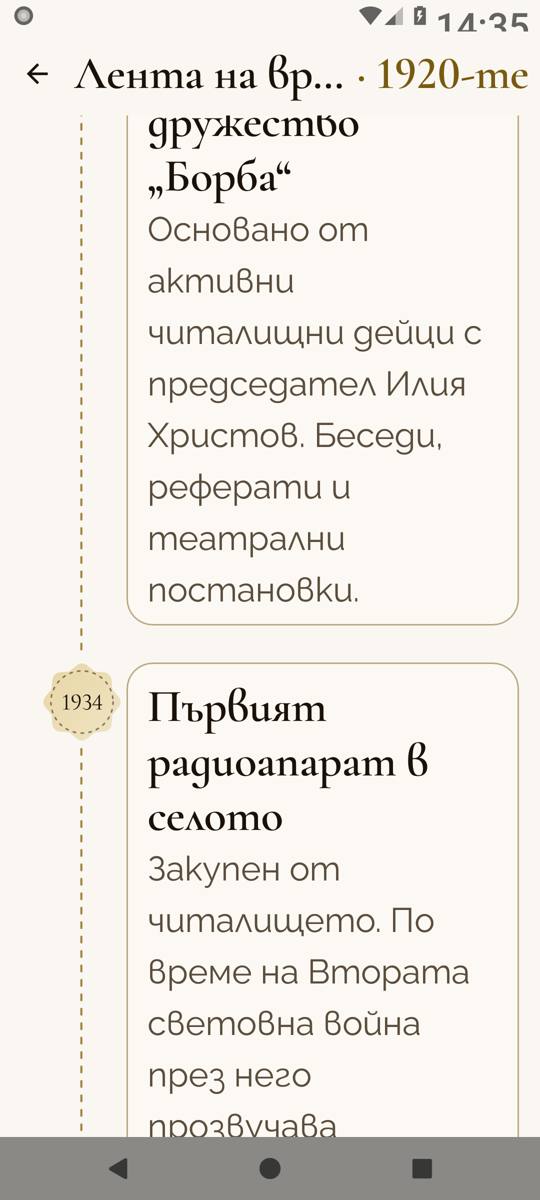 14:35
Лента на вр... · 1920-те
дружество
„Борба“
Основано от
активни
читалищни дейци с
председател Илия
Христов. Беседи,
реферати и
театрални
постановки.
1934
Първият
радиоапарат в
селото
Закупен от
читалището. По
време на Втората
световна война
през него
прозвучава